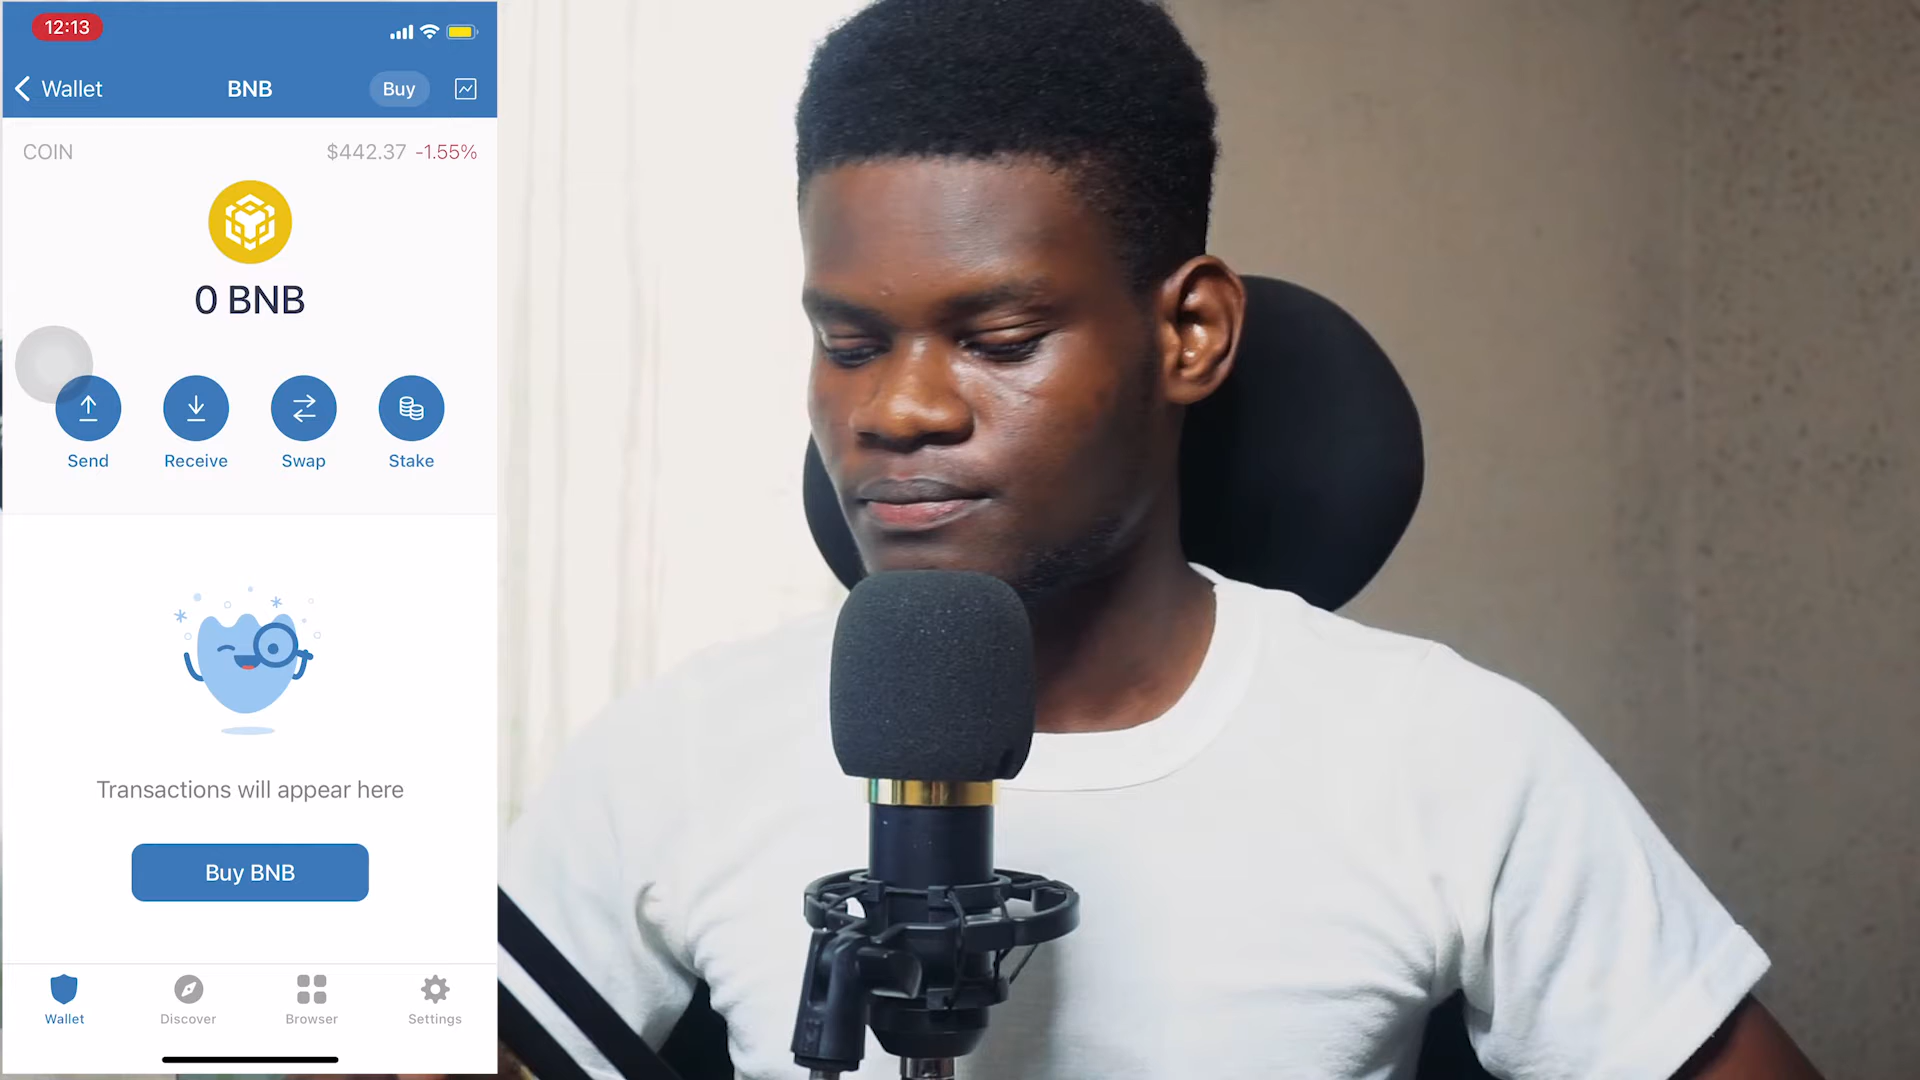 12:13
Wallet BNB Buy
COIN $442.37 -1.55%
0 BNB
Send Receive Swap Stake
Transactions will appear here
Buy BNB
Wallet Discover Browser Settings